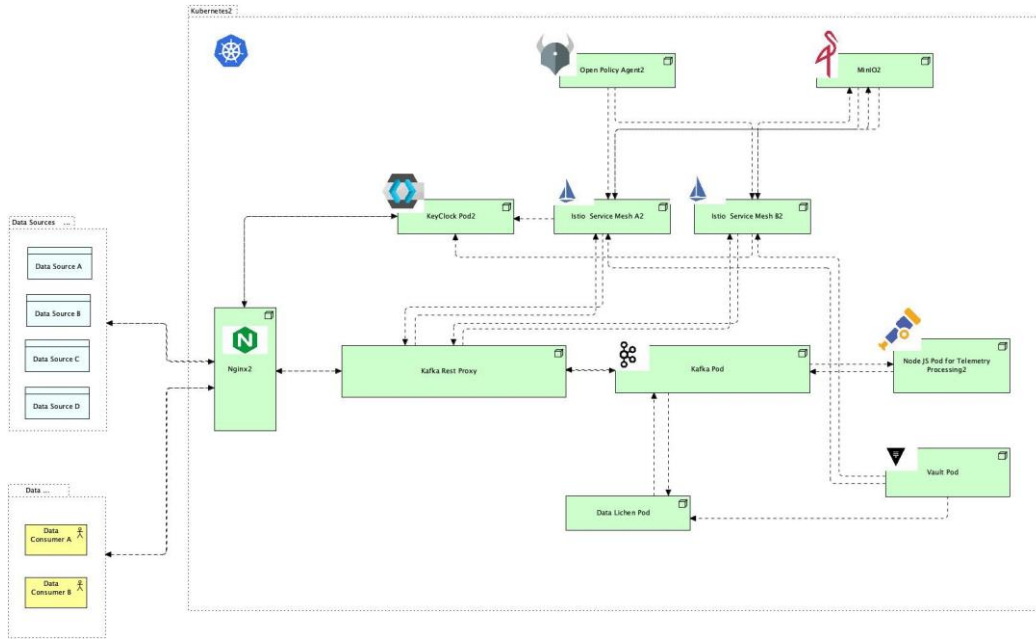 Kubernetes2
Open Policy Agent2
MinIO2
KeyClock Pod2
Istio Service Mesh A2
Istio Service Mesh B2
Data Sources ...
Data Source A
Data Source B
Data Source C
Data Source D
Nginx2
Kafka Rest Proxy
Kafka Pod
Node JS Pod for Telemetry
Processing2
Vault Pod
Data Lichen Pod
Data ...
Data
Consumer A
Data
Consumer B